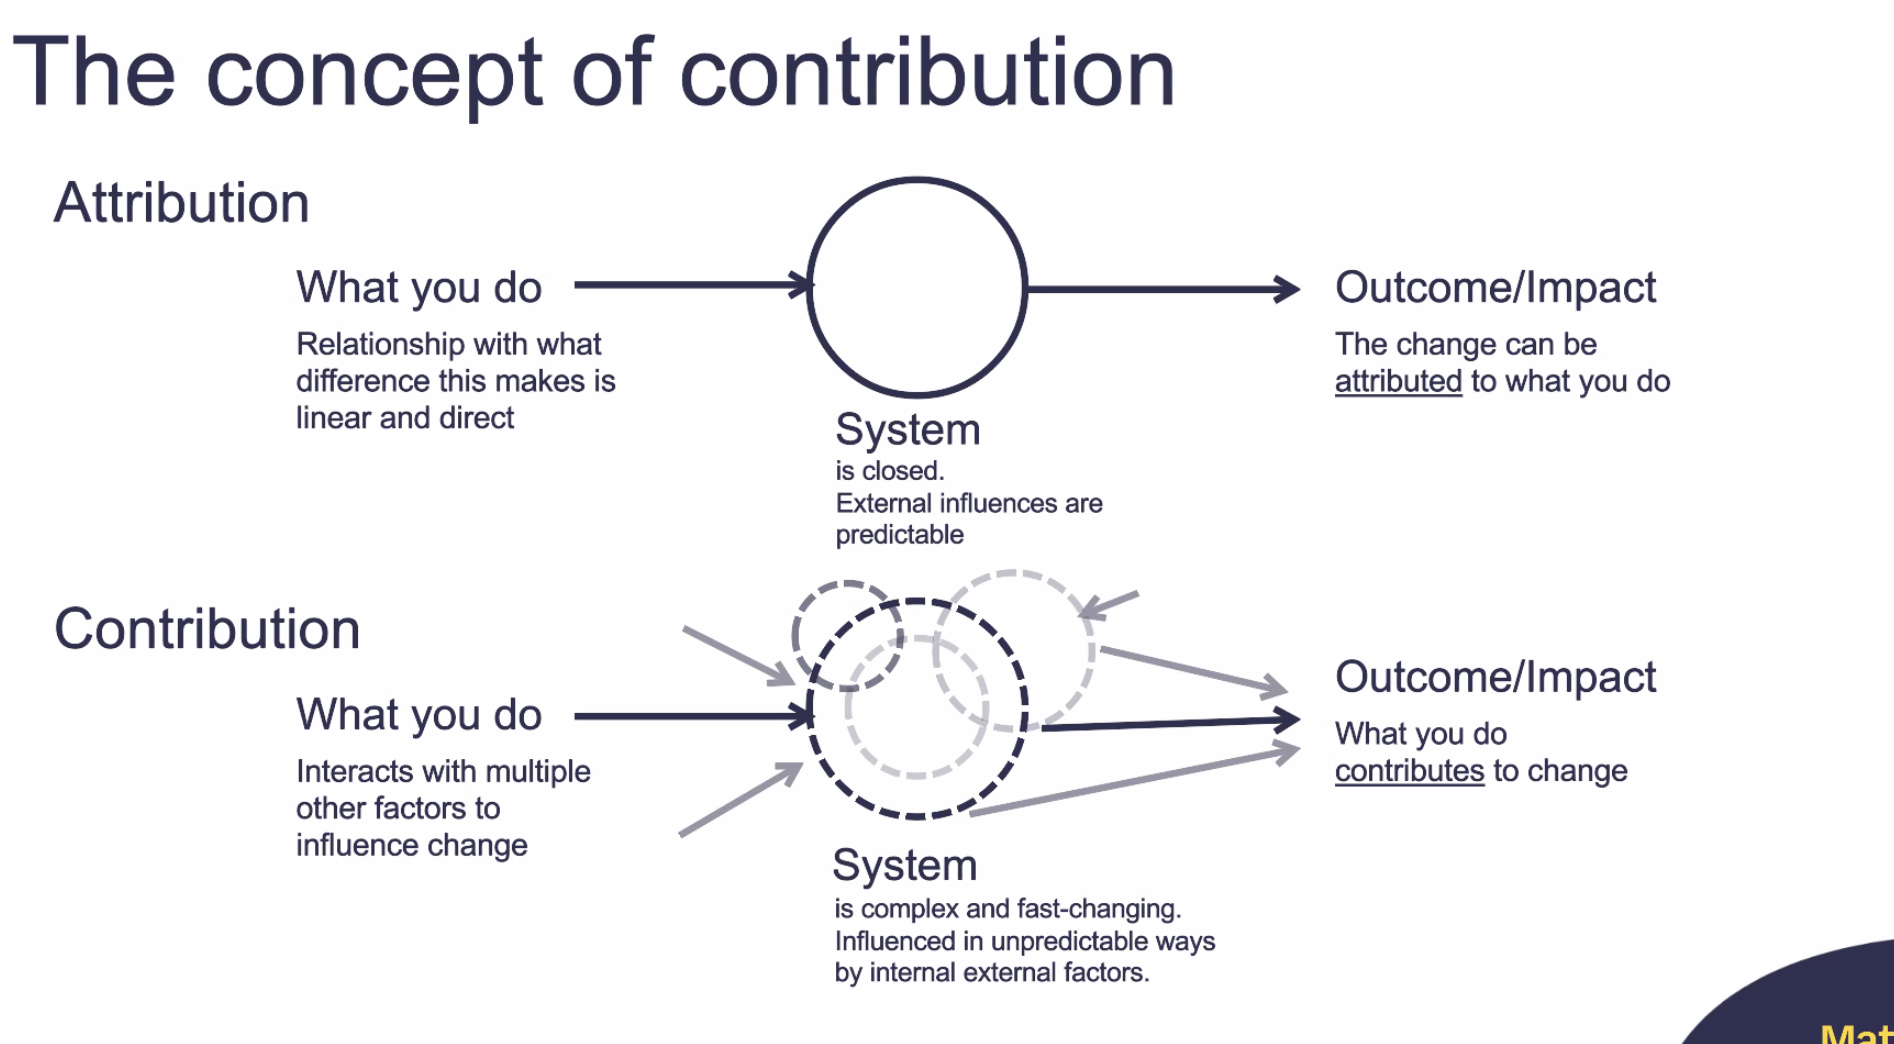 The concept of contribution
Attribution
What you do
Relationship with what
difference this makes is
linear and direct
System
is closed.
External influences are
predictable
Outcome/Impact
The change can be
attributed to what you do
Contribution
What you do
Interacts with multiple
other factors to
influence change
System
is complex and fast-changing.
Influenced in unpredictable ways
by internal external factors.
Outcome/Impact
What you do
contributes to change
Mat